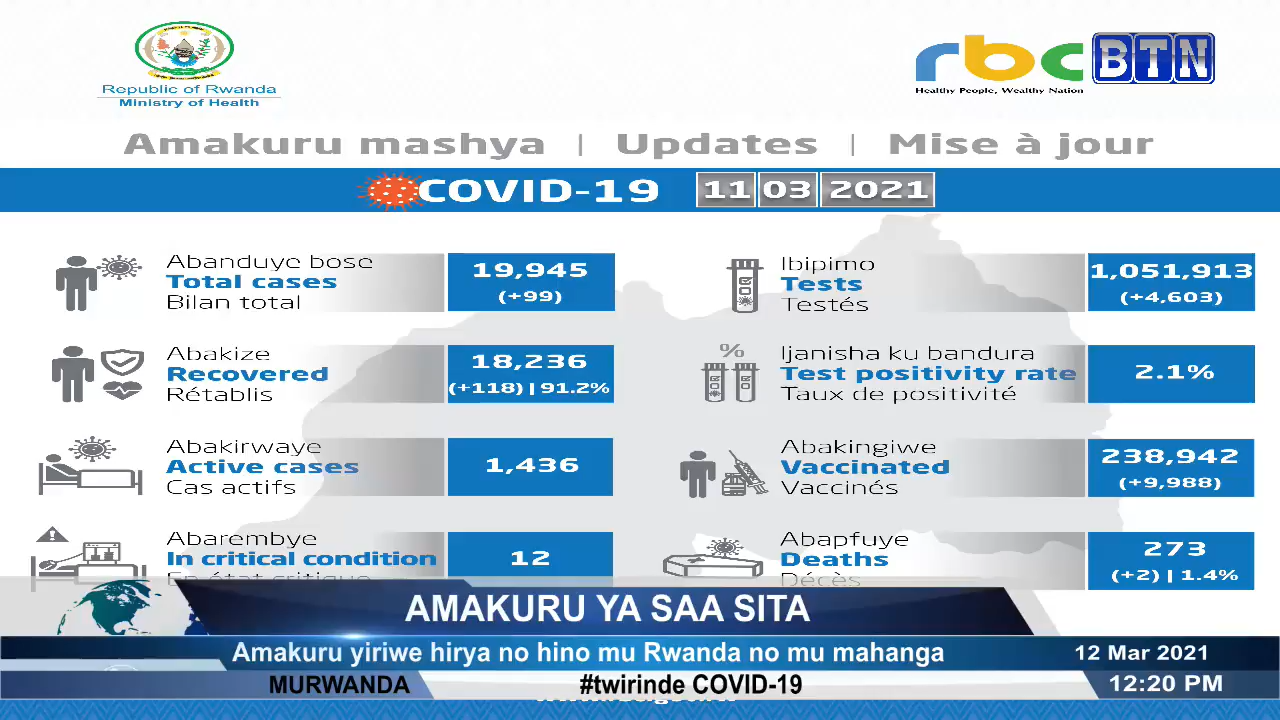 Republic of Rwanda
Ministry of Health
rbc
Healthy People, Wealthy Nation
BTN
Amakuru mashya | Updates | Mise à jour
COVID-19 11 03 2021
Abanduye bose
Total cases
Bilan total
19,945
(+99)
Ibipimo
Tests
Testés
1,051,913
(+4,603)
Abakize
Recovered
Rétablis
18,236
(+118) | 91.2%
%
Ijanisha ku bandura
Test positivity rate
Taux de positivité
2.1%
Abakirwaye
Active cases
Cas actifs
1,436
Abakingiwe
Vaccinated
Vaccinés
238,942
(+9,988)
Abarembye
In critical condition
En état critique
12
Abapfuye
Deaths
Décès
273
(+2) | 1.4%
AMAKURU YA SAA SITA
Amakuru yiriwe hirya no hino mu Rwanda no mu mahanga
12 Mar 2021
MURWANDA
#twirinde COVID-19
12:20 PM